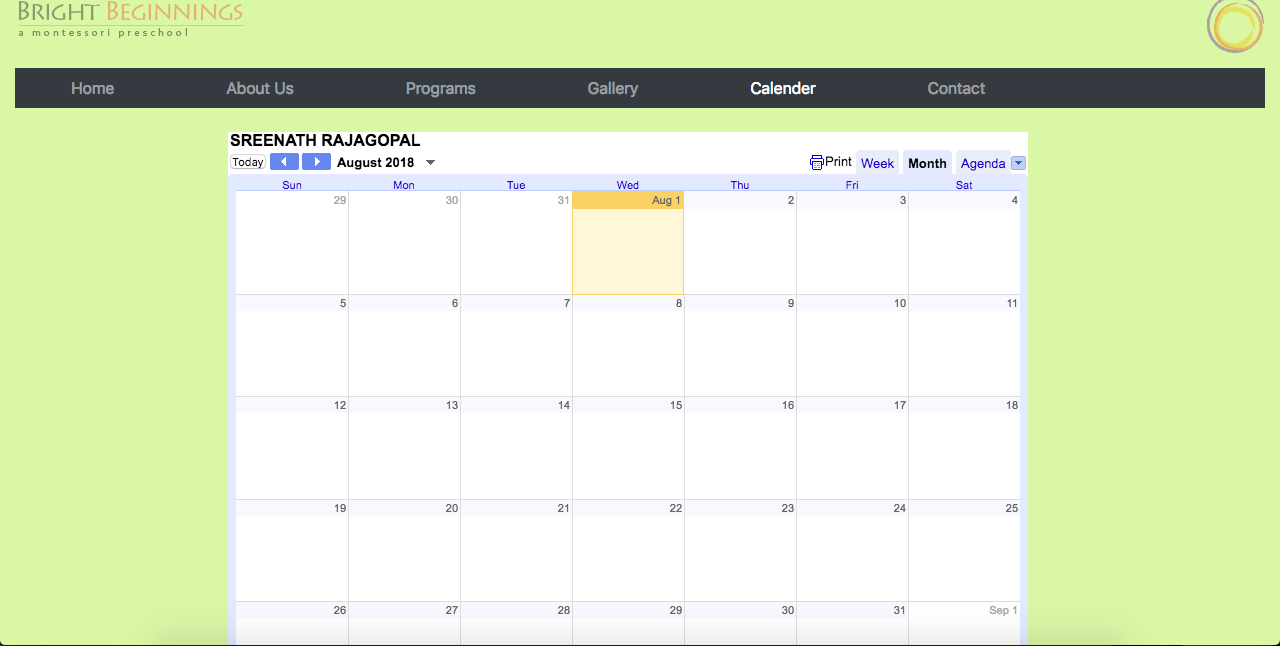 BRIGHT BEGINNINGS
a montessori preschool
Home About Us Programs Gallery Calender Contact
SREENATH RAJAGOPAL
Today August 2018 Print Week Month Agenda
Sun Mon Tue Wed Thu Fri Sat
29 30 31 Aug 1 2 3 4
5 6 7 8 9 10 11
12 13 14 15 16 17 18
19 20 21 22 23 24 25
26 27 28 29 30 31 Sep 1